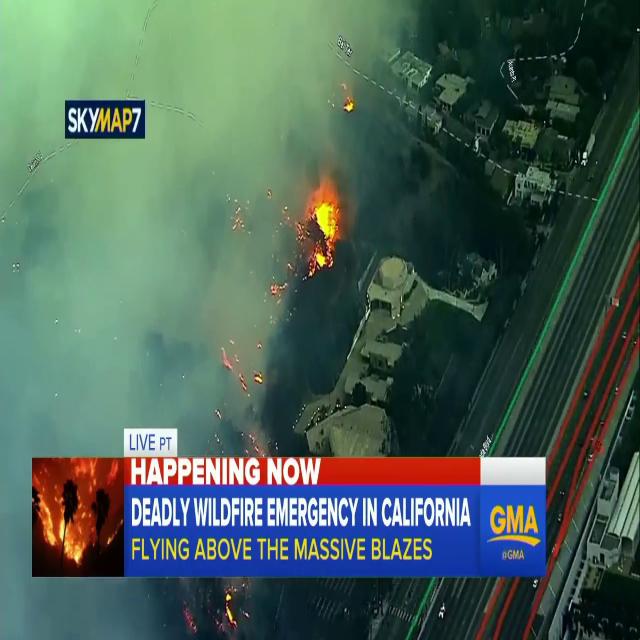 SKYMAP7
LIVE PT
HAPPENING NOW
DEADLY WILDFIRE EMERGENCY IN CALIFORNIA
FLYING ABOVE THE MASSIVE BLAZES
GMA
@GMA